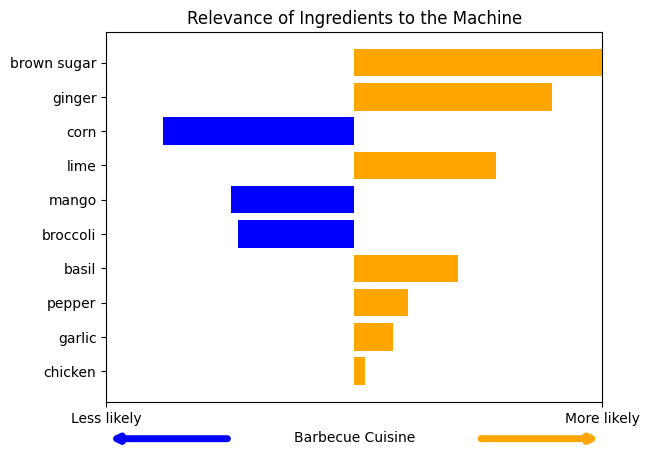 Relevance of Ingredients to the Machine
brown sugar
ginger
corn
lime
mango
broccoli
basil
pepper
garlic
chicken
Less likely
More likely
Barbecue Cuisine